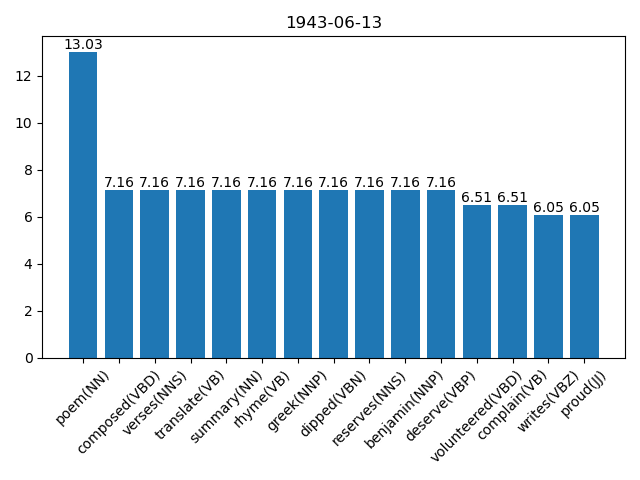 1943-06-13
13.03
7.16 7.16 7.16 7.16 7.16 7.16 7.16 7.16 7.16 7.16
6.51 6.51
6.05 6.05
12
10
8
6
4
2
0
poem(NN)
composed(VBD)
verses(NNS)
translate(VB)
summary(NN)
rhyme(VB)
greek(NNP)
dipped(VBN)
reserves(NNS)
benjamin(NNP)
deserve(VBP)
volunteered(VBD)
complain(VB)
writes(VBZ)
proud(JJ)